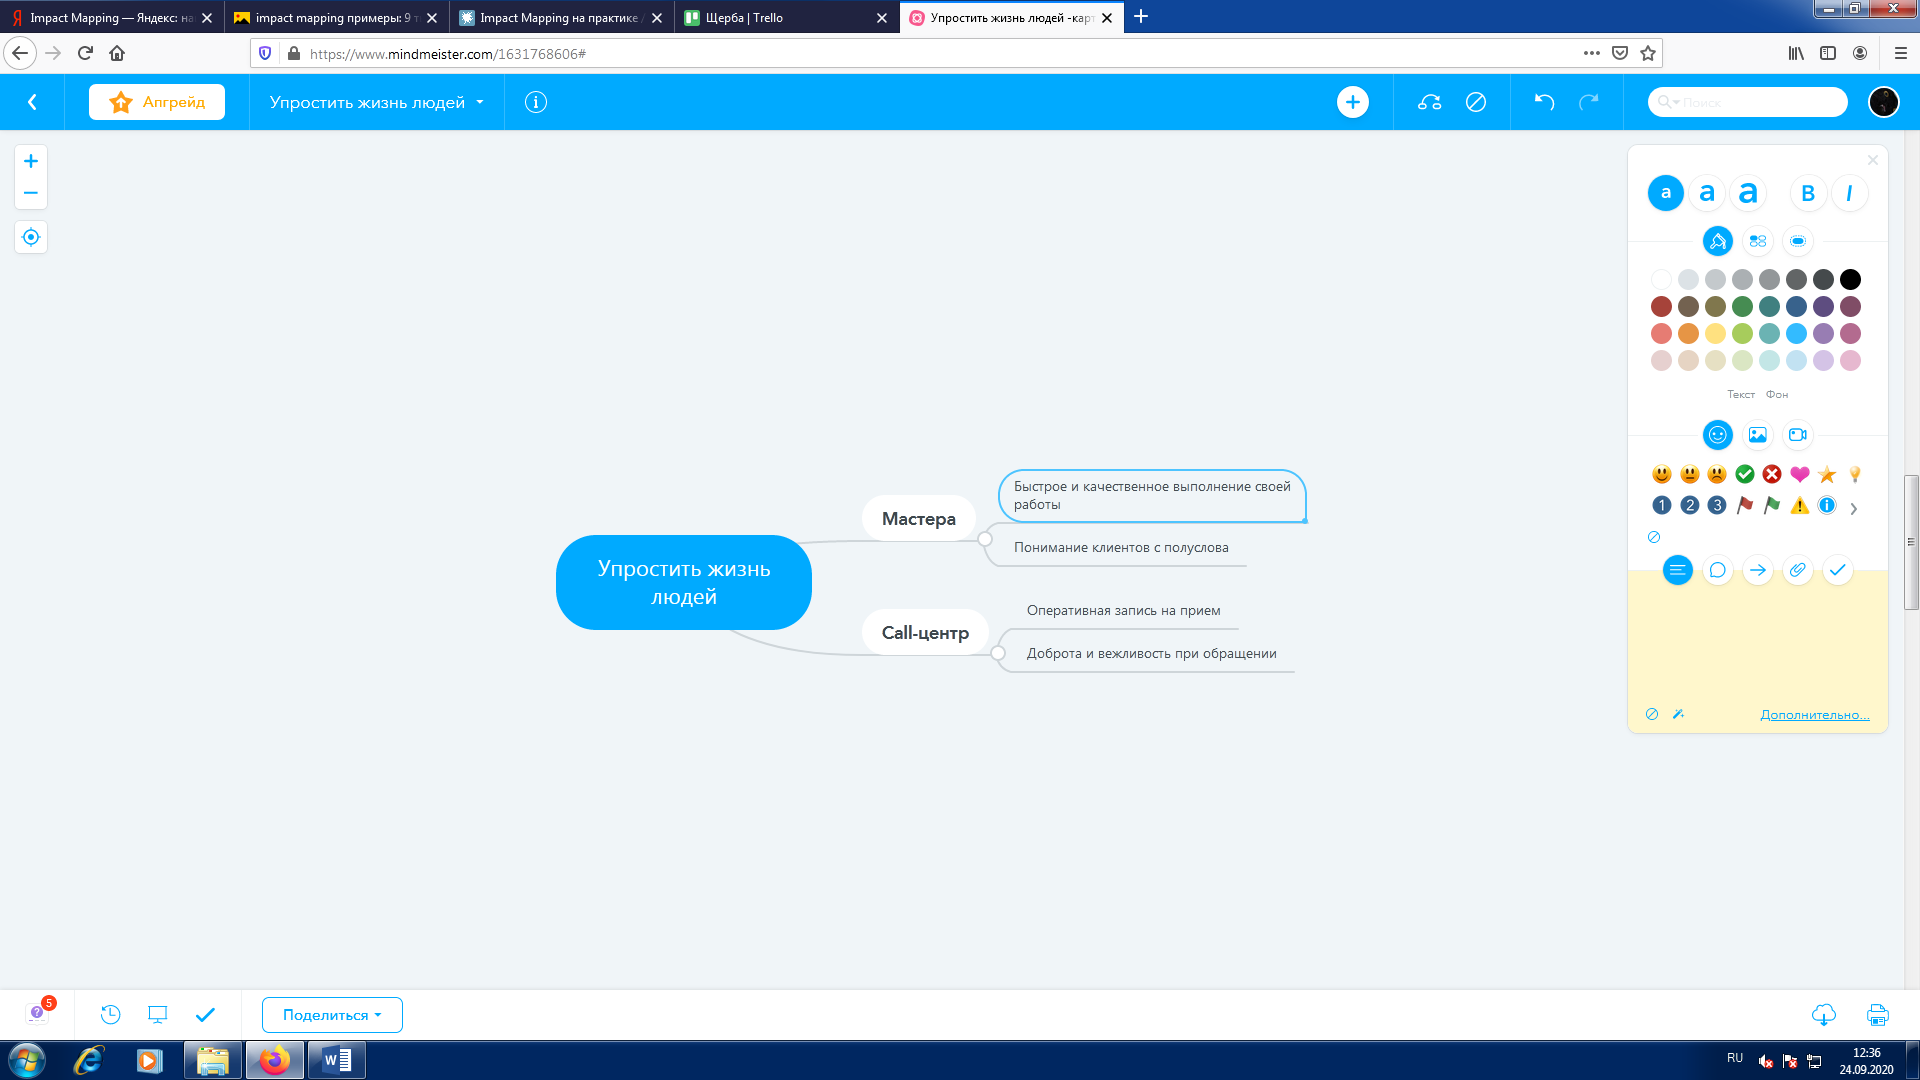 Impact Mapping — Яндекс: на
impact mapping примеры: 9 т
Impact Mapping на практике /
Щерба | Trello
Упростить жизнь людей -карт
https://www.mindmeister.com/1631768606#
Апгрейд
Упростить жизнь людей
Поиск
a a a B I
Текст Фон
1 2 3
Дополнительно...
Быстрое и качественное выполнение своей
работы
Мастера
Понимание клиентов с полуслова
Упростить жизнь
людей
Оперативная запись на прием
Call-центр
Доброта и вежливость при обращении
5
Поделиться
RU
12:36
24.09.2020